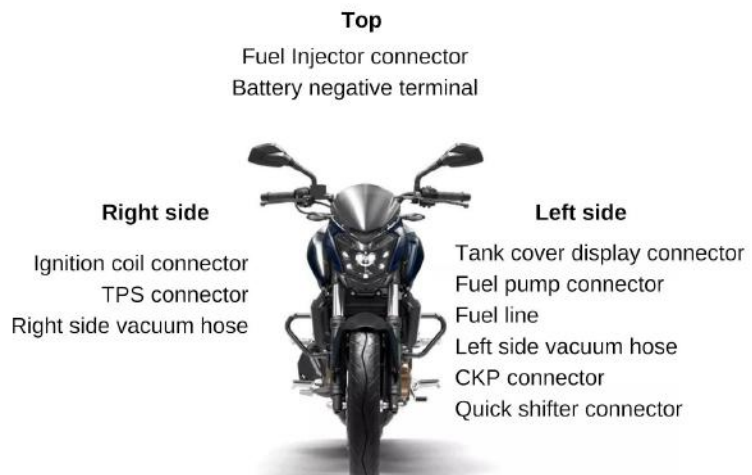 Top
Fuel Injector connector
Battery negative terminal
Right side
Ignition coil connector
TPS connector
Right side vacuum hose
Left side
Tank cover display connector
Fuel pump connector
Fuel line
Left side vacuum hose
CKP connector
Quick shifter connector